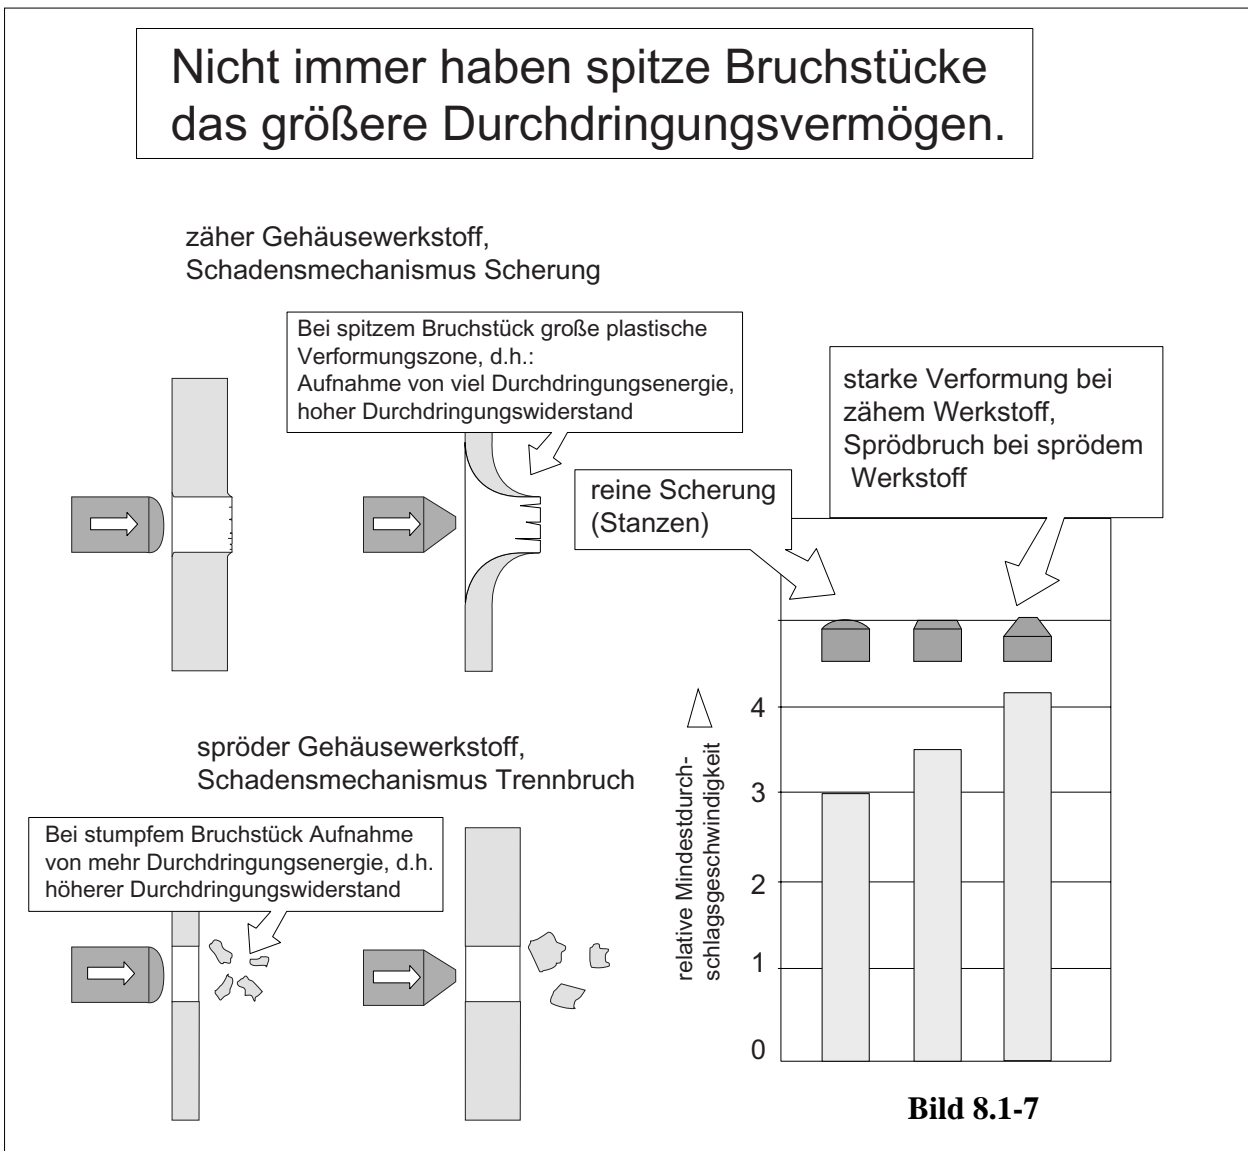 Nicht immer haben spitze Bruchstücke
das größere Durchdringungsvermögen.
zäher Gehäusewerkstoff,
Schadensmechanismus Scherung
Bei spitzem Bruchstück große plastische
Verformungszone, d.h.:
Aufnahme von viel Durchdringungsenergie,
hoher Durchdringungswiderstand
starke Verformung bei
zähem Werkstoff,
Sprödbruch bei sprödem
Werkstoff
reine Scherung
(Stanzen)
spröder Gehäusewerkstoff,
Schadensmechanismus Trennbruch
Bei stumpfem Bruchstück Aufnahme
von mehr Durchdringungsenergie, d.h.
höherer Durchdringungswiderstand
relative Mindestdurch-
schlagsgeschwindigkeit
4
3
2
1
0
Bild 8.1-7